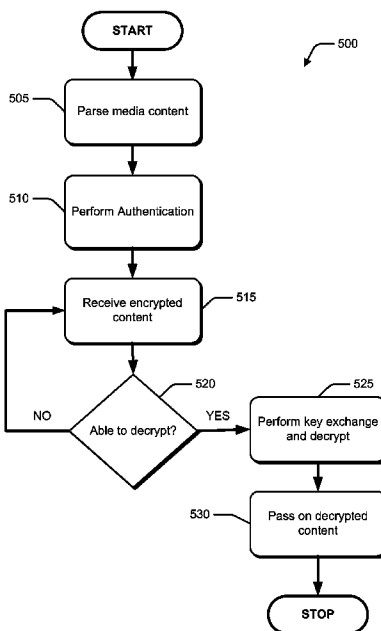 START
500
505
Parse media content
510
Perform Authentication
Receive encrypted
content
515
520
Able to decrypt?
NO
YES
525
Perform key exchange
and decrypt
530
Pass on decrypted
content
STOP